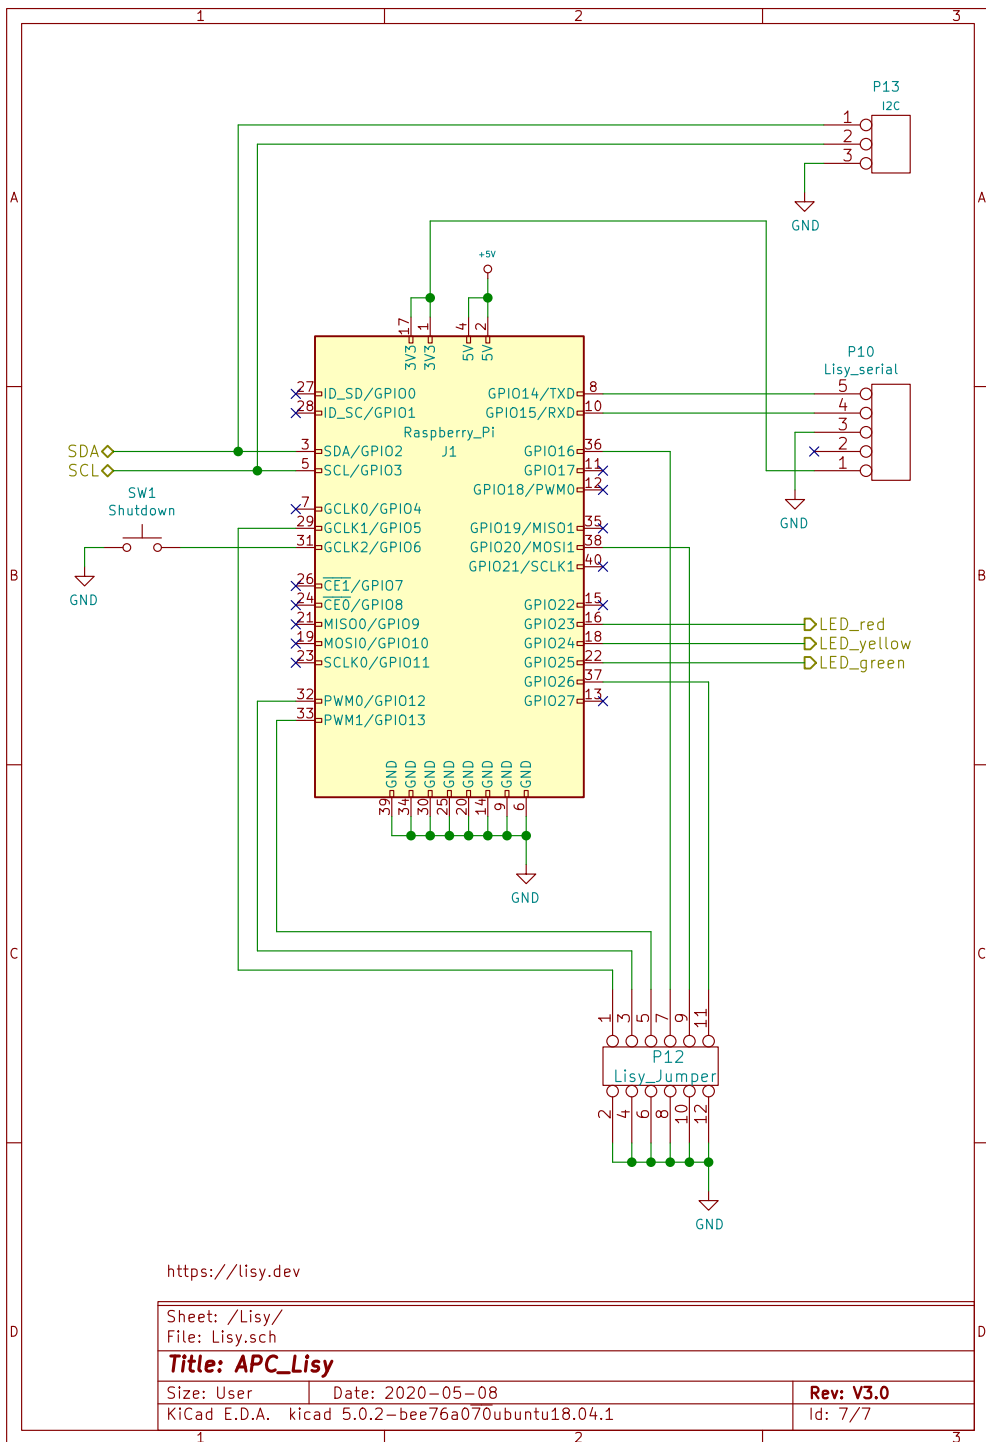 1 2 3
P13
I2C
1
2
3
A A
GND
+5V
17 1 4 2
3V3 3V3 5V 5V
P10
Lisy_serial
27 ID_SD/GPIO0 GPIO14/TXD 8 5
28 ID_SC/GPIO1 GPIO15/RXD 10 4
Raspberry_Pi 3
J1
SDA 3 SDA/GPIO2 GPIO16 36 2
SCL 5 SCL/GPIO3 GPIO17 11 1
GPIO18/PWM0 12
SW1
Shutdown
7 GCLK0/GPIO4
GND
29 GCLK1/GPIO5 GPIO19/MISO1 35
31 GCLK2/GPIO6 GPIO20/MOSI1 38
GPIO21/SCLK1 40
B B
GND
26 CE1/GPIO7
24 CE0/GPIO8 GPIO22 15
21 MISO0/GPIO9 GPIO23 16 LED_red
19 MOSI0/GPIO10 GPIO24 18 LED_yellow
23 SCLK0/GPIO11 GPIO25 22 LED_green
GPIO26 37
32 PWM0/GPIO12 GPIO27 13
33 PWM1/GPIO13
GND GND GND GND GND GND GND GND
39 34 30 25 20 14 9 6
GND
C C
1 3 5 7 9 11
P12
Lisy_Jumper
2 4 6 8 10 12
GND
https://lisy.dev
Sheet: /Lisy/
File: Lisy.sch
D D
Title: APC_Lisy
Size: User Date: 2020-05-08 Rev: V3.0
KiCad E.D.A. kicad 5.0.2-bee76a070ubuntu18.04.1 Id: 7/7
1 2 3